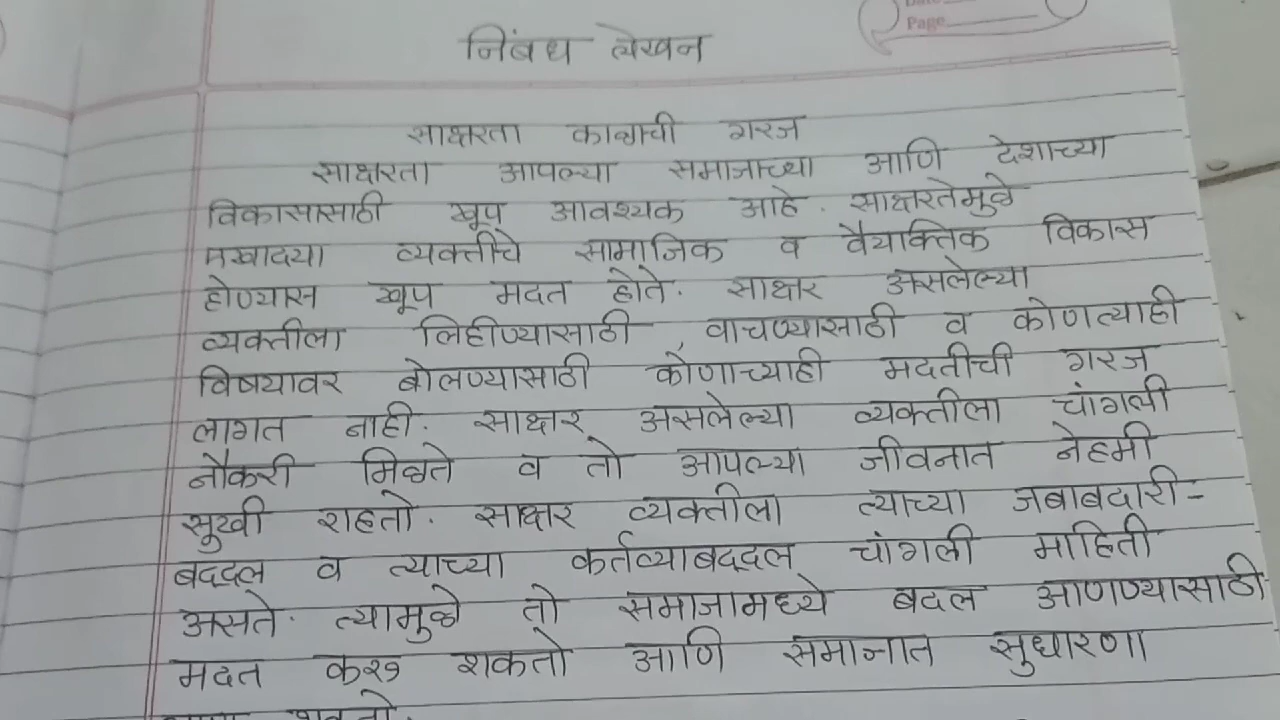 Page
निबंध लेखन
साक्षरता काळाची गरज
साक्षरता आपल्या समाजाच्या आणि देशाच्या
विकासासाठी खूप आवश्यक आहे. साक्षरतेमुळे
एखादया व्यक्तीचे सामाजिक व वैयाक्तिक विकास
होण्यास खूप मदत होते. साक्षर असलेल्या
व्यक्तीला लिहीण्यासाठी, वाचण्यासाठी व कोणत्याही
विषयावर बोलण्यासाठी कोणाच्याही मदतीची गरज
लागत नाही. साक्षर असलेल्या व्यक्तीला चांगली
नौकरी मिळते व तो आपल्या जीवनात नेहमी
सुखी राहतो. साक्षर व्यक्तीला त्याच्या जबाबदारी-
बद्दल व त्याच्या कर्तव्याबद्दल चांगली माहिती
असते. त्यामुळे तो समाजामध्ये बदल आणण्यासाठी
मदत करू शकतो आणि समाजात सुधारणा